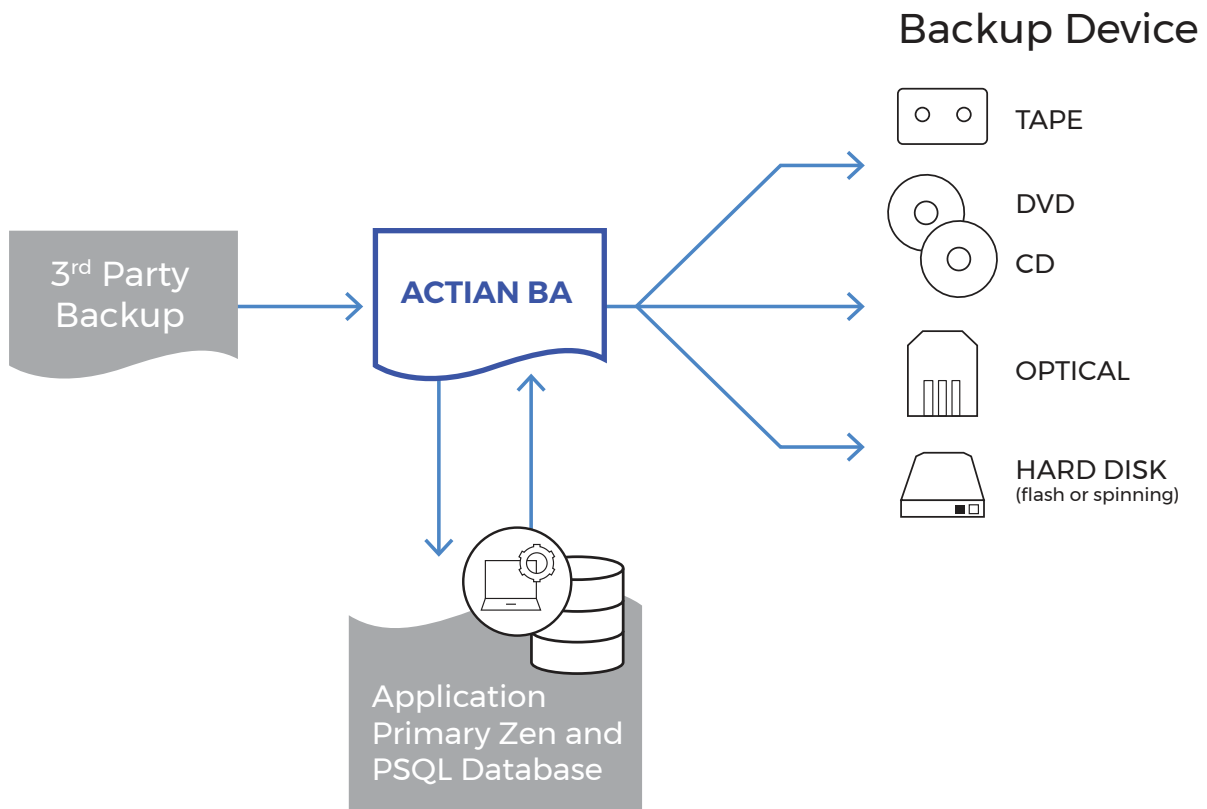 Backup Device
TAPE
DVD
CD
OPTICAL
HARD DISK
(flash or spinning)
3rd Party
Backup
ACTIAN BA
Application
Primary Zen and
PSQL Database